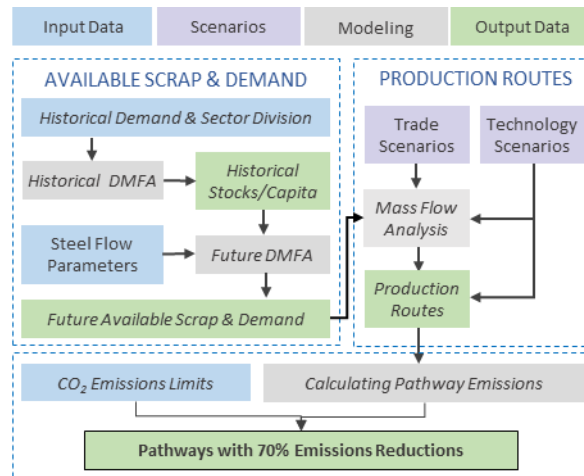 Input Data
Scenarios
Modeling
Output Data
AVAILABLE SCRAP & DEMAND
Historical Demand & Sector Division
Historical DMFA
Historical
Stocks/Capita
Steel Flow
Parameters
Future DMFA
Future Available Scrap & Demand
PRODUCTION ROUTES
Trade
Scenarios
Technology
Scenarios
Mass Flow
Analysis
Production
Routes
CO₂ Emissions Limits
Calculating Pathway Emissions
Pathways with 70% Emissions Reductions